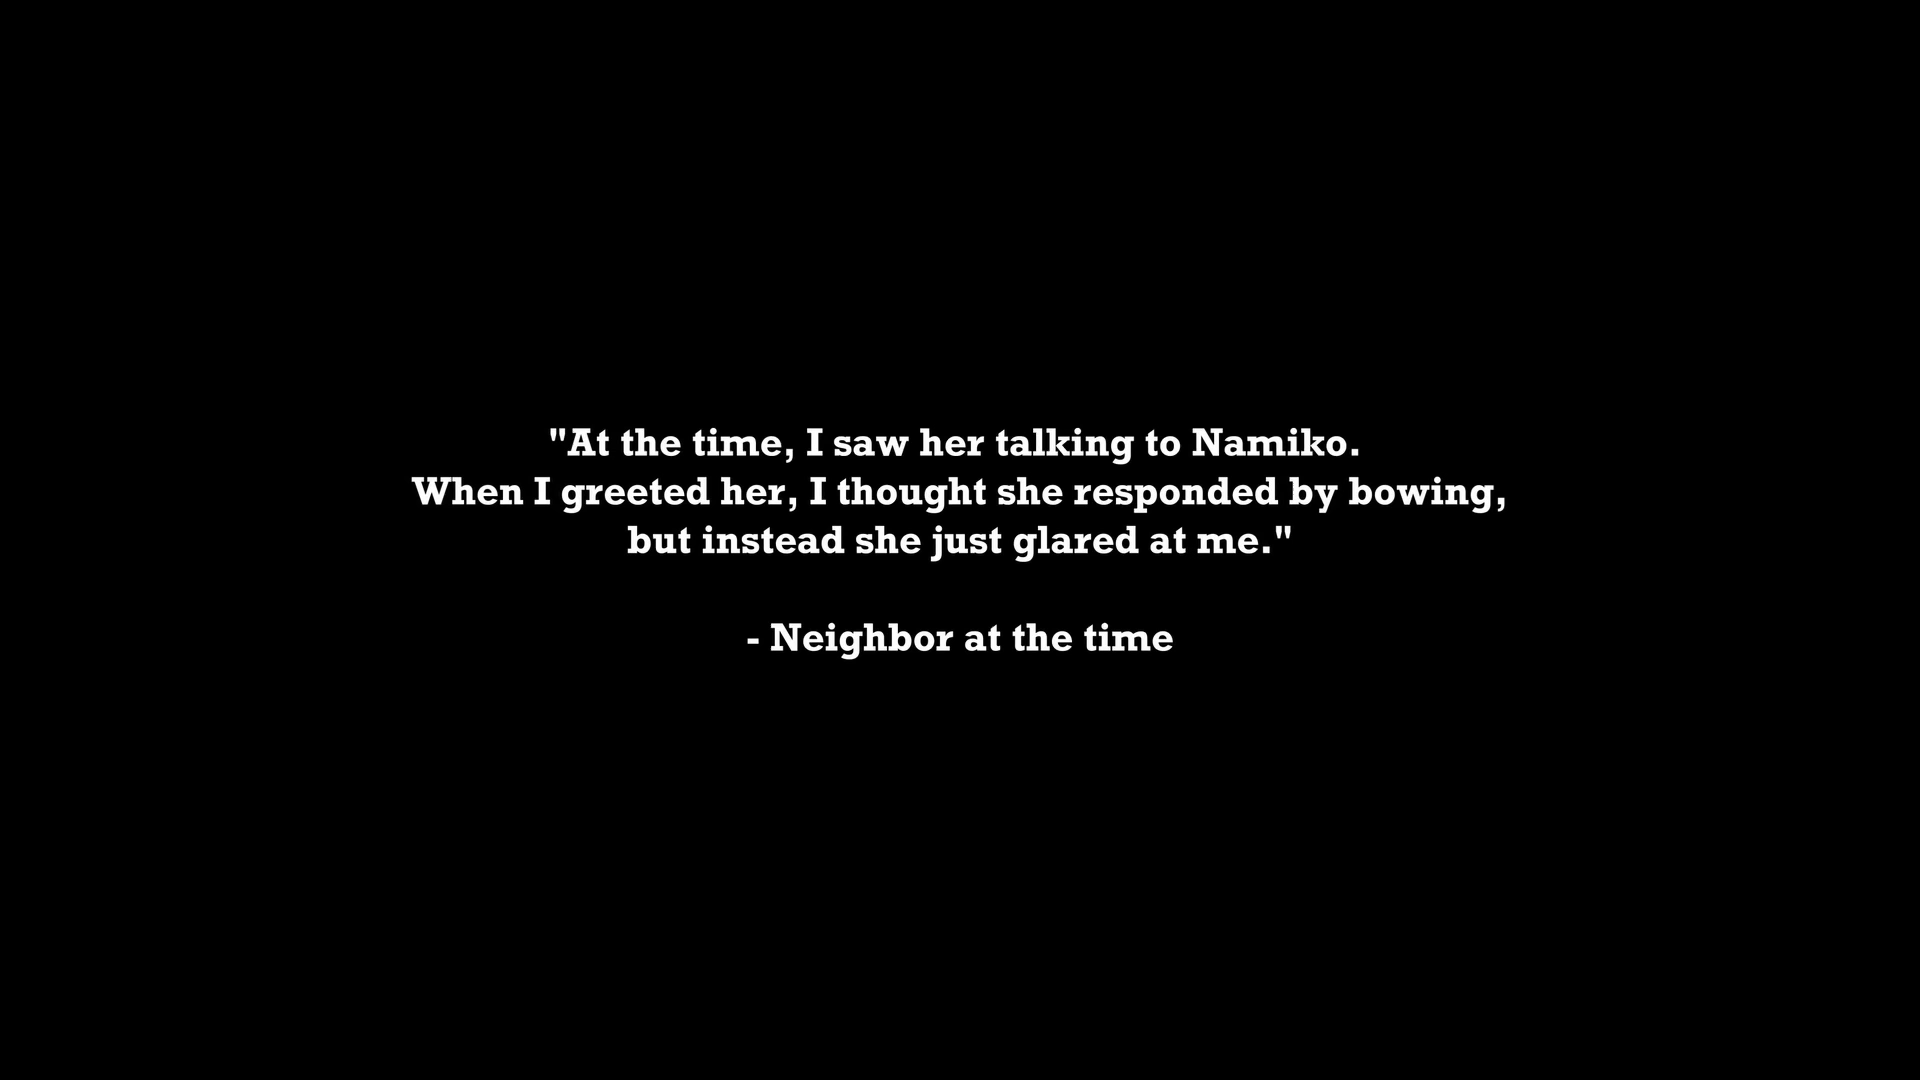 "At the time, I saw her talking to Namiko.
When I greeted her, I thought she responded by bowing,
but instead she just glared at me."
- Neighbor at the time